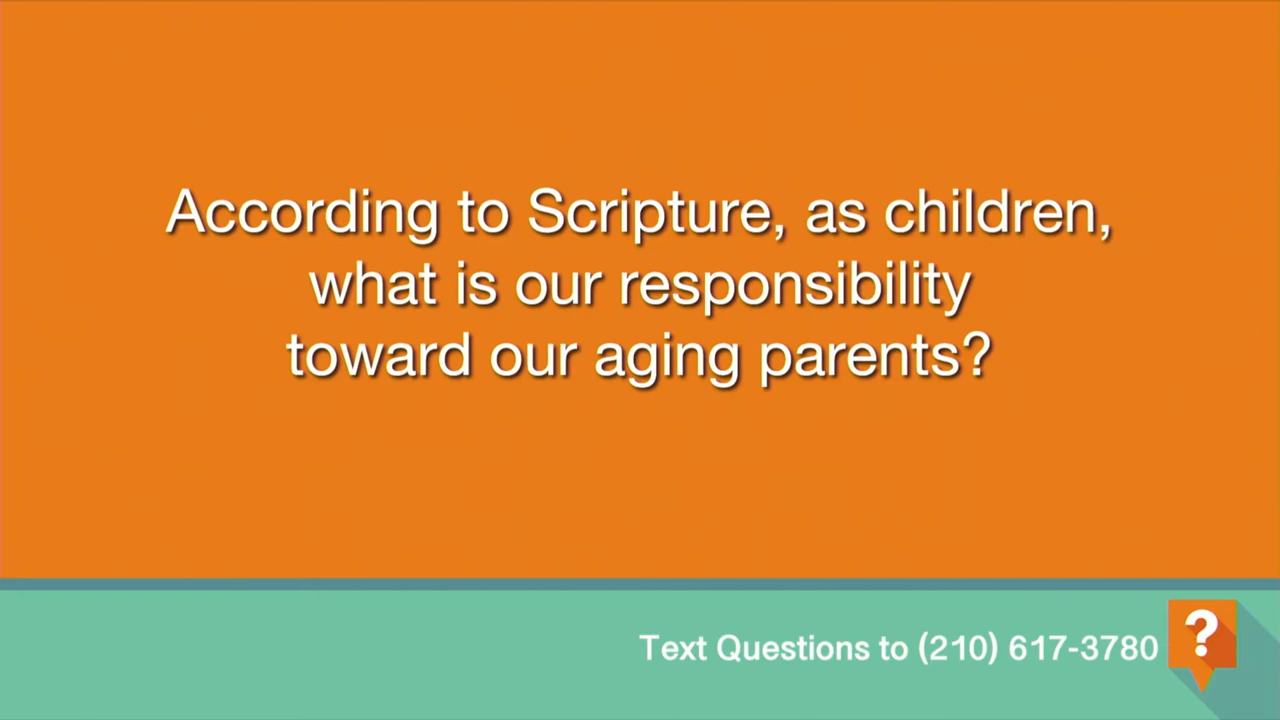 According to Scripture, as children,
what is our responsibility
toward our aging parents?
Text Questions to (210) 617-3780
?